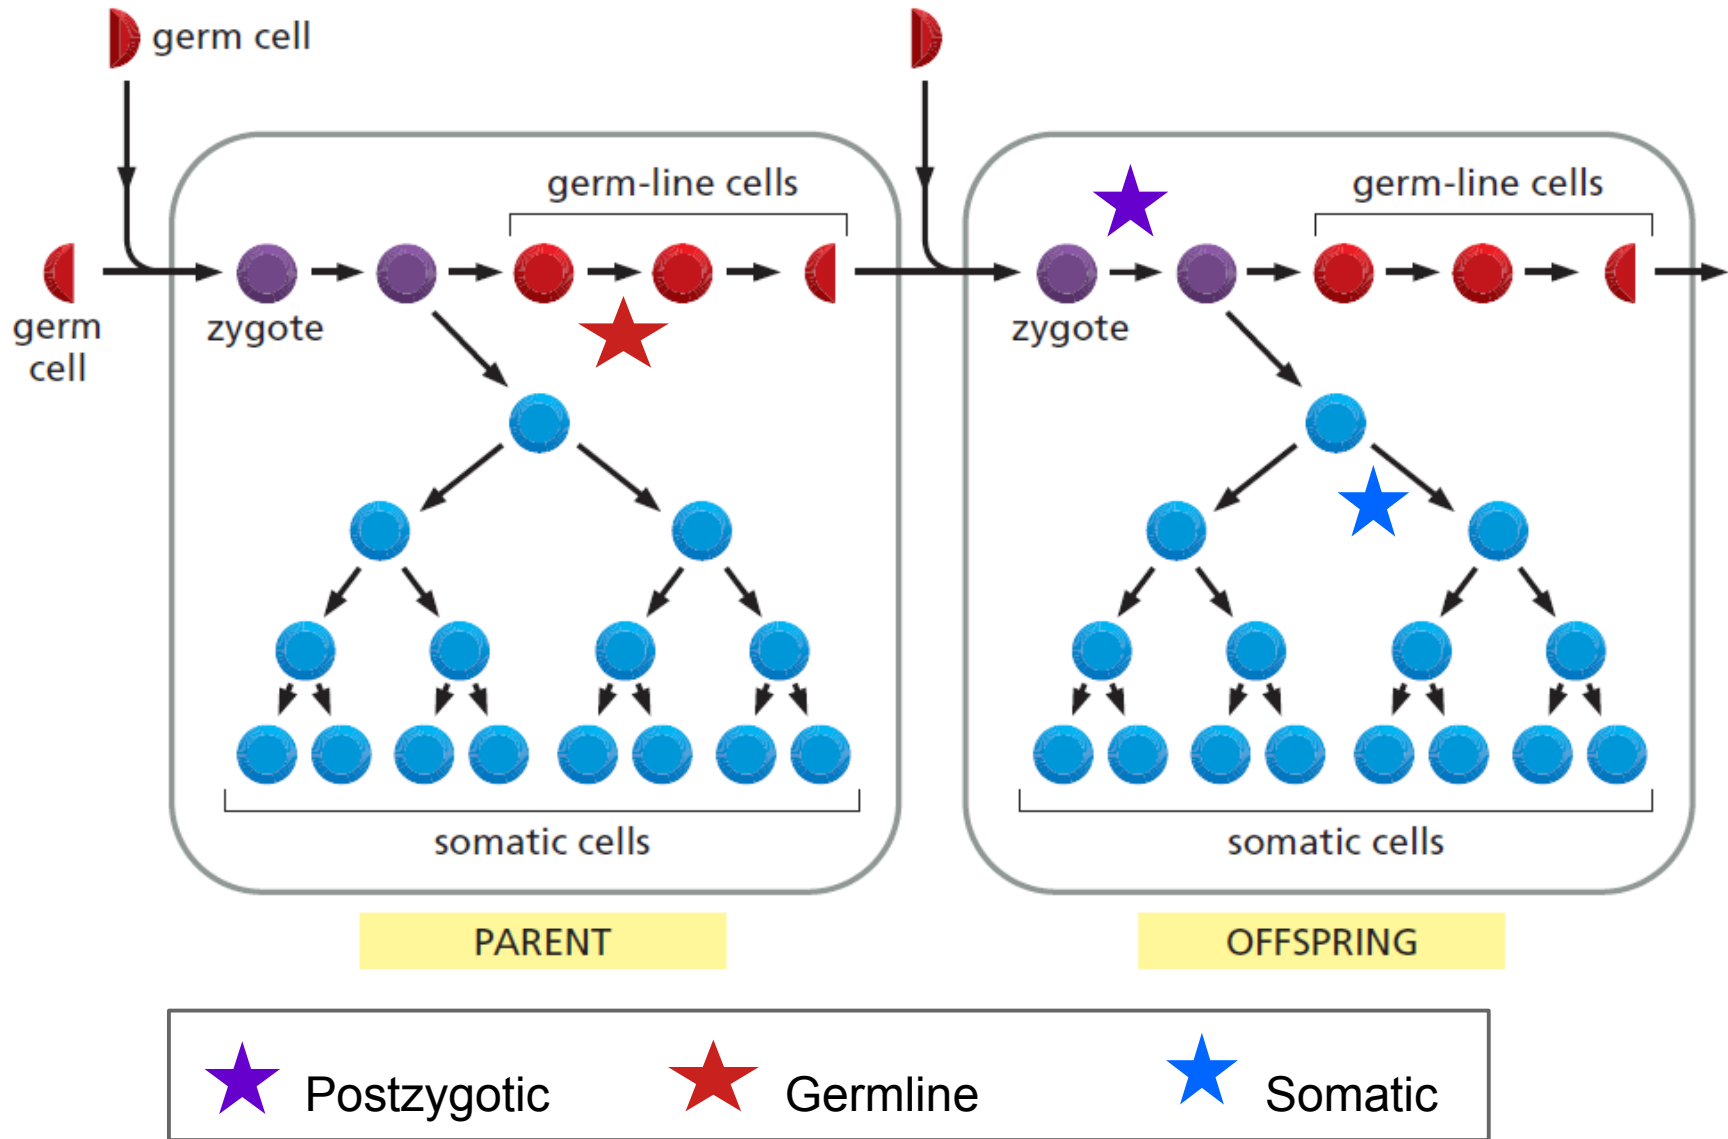 germ cell
germ-line cells
germ-line cells
germ
cell
zygote
zygote
somatic cells
somatic cells
PARENT
OFFSPRING
Postzygotic
Germline
Somatic